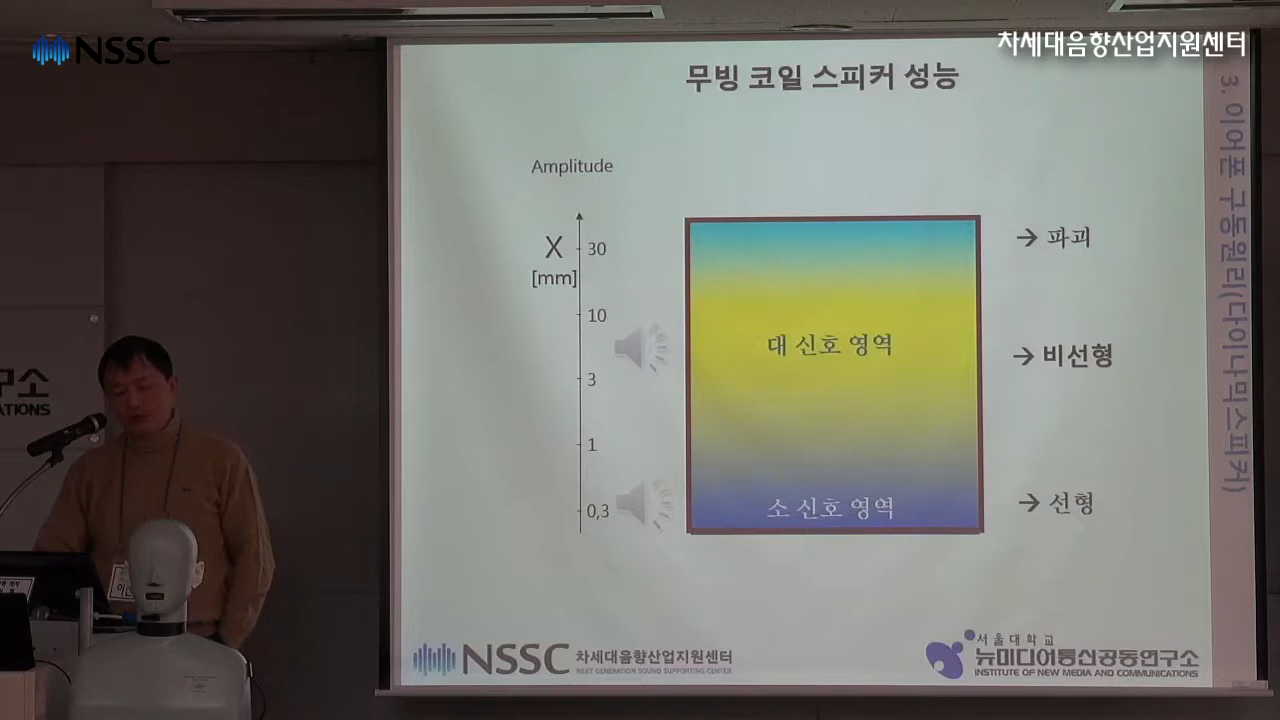 NSSC
차세대음향산업지원센터
무빙 코일 스피커 성능
3. 이어폰 구동원리(다이나믹스피커)
Amplitude
X
[mm]
30
10
3
1
0,3
대 신호 영역
소 신호 영역
→ 파괴
→ 비선형
→ 선형
구소
ATIONS
NSSC 차세대음향산업지원센터
NEXT GENERATION SOUND SUPPORTING CENTER
서울대학교
뉴미디어통신공동연구소
INSTITUTE OF NEW MEDIA AND COMMUNICATIONS